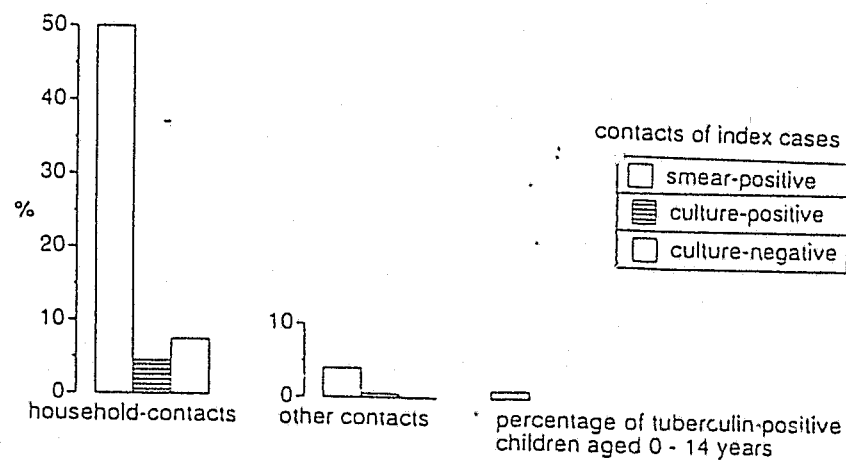 50
40
30
%
20
10
0
household-contacts
10
0
other contacts
percentage of tuberculin-positive
children aged 0 - 14 years
contacts of index cases
smear-positive
culture-positive
culture-negative